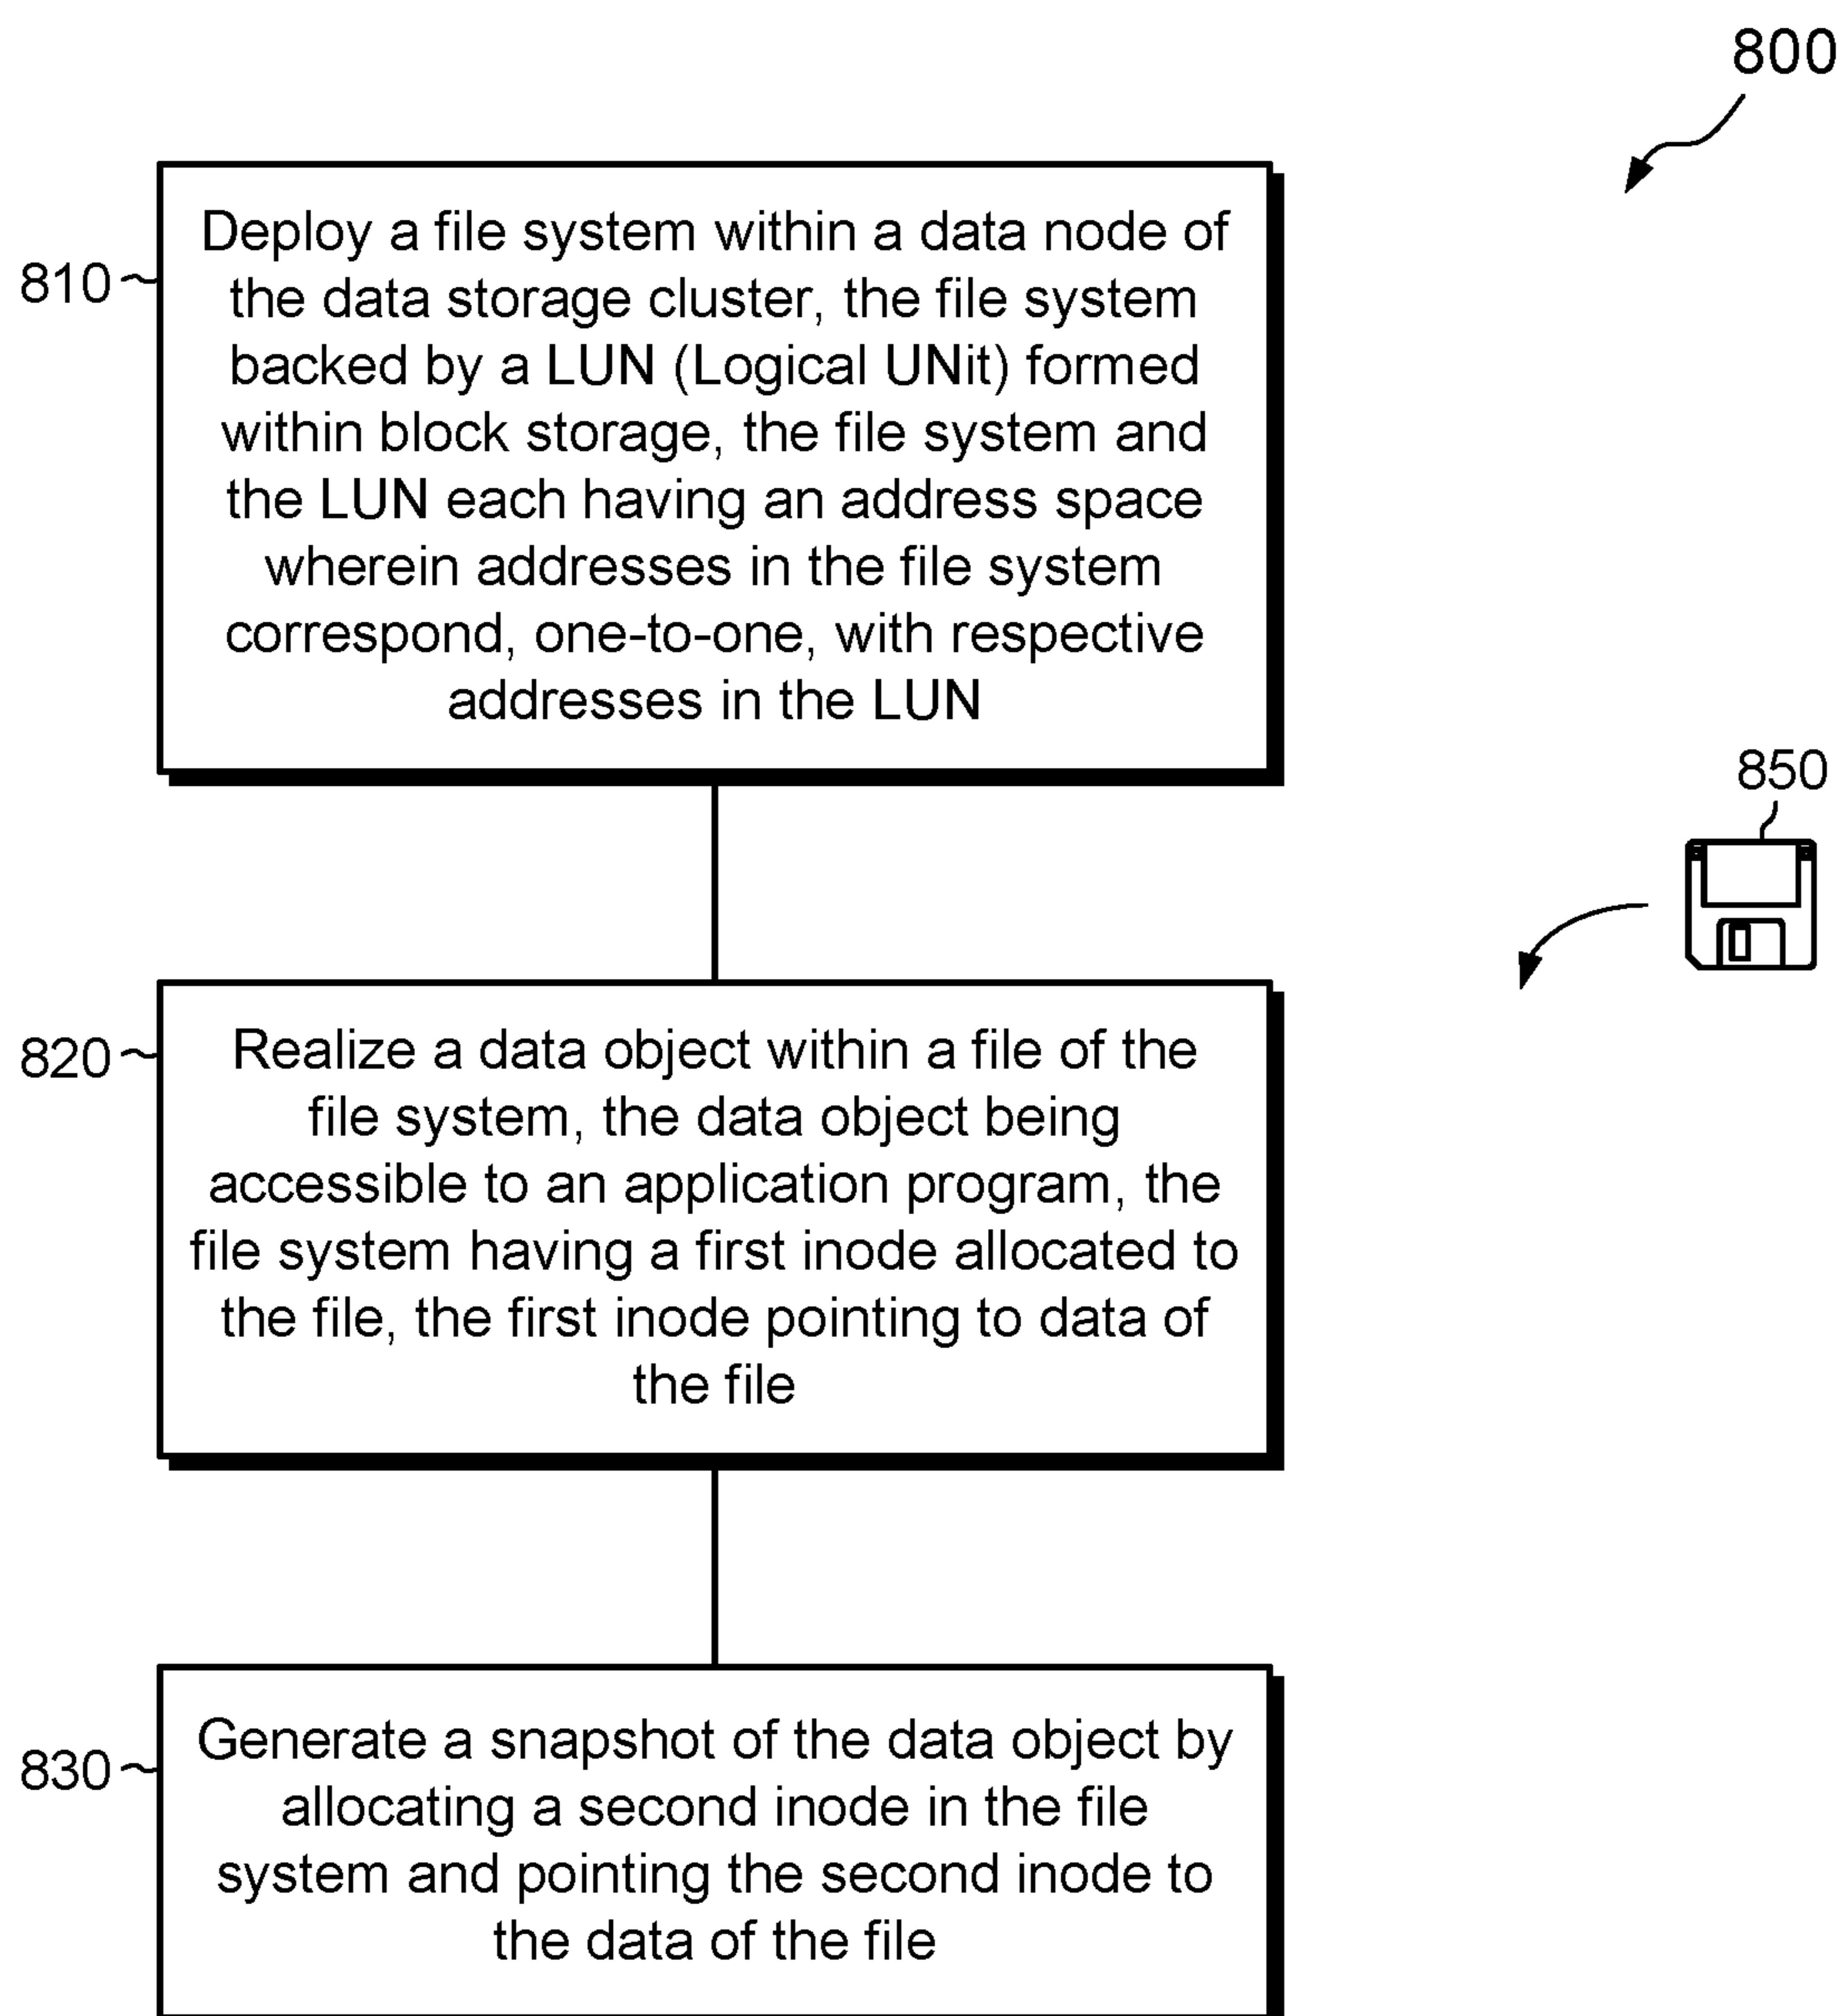 800
810
Deploy a file system within a data node of
the data storage cluster, the file system
backed by a LUN (Logical UNit) formed
within block storage, the file system and
the LUN each having an address space
wherein addresses in the file system
correspond, one-to-one, with respective
addresses in the LUN
850
820
Realize a data object within a file of the
file system, the data object being
accessible to an application program, the
file system having a first inode allocated to
the file, the first inode pointing to data of
the file
830
Generate a snapshot of the data object by
allocating a second inode in the file
system and pointing the second inode to
the data of the file